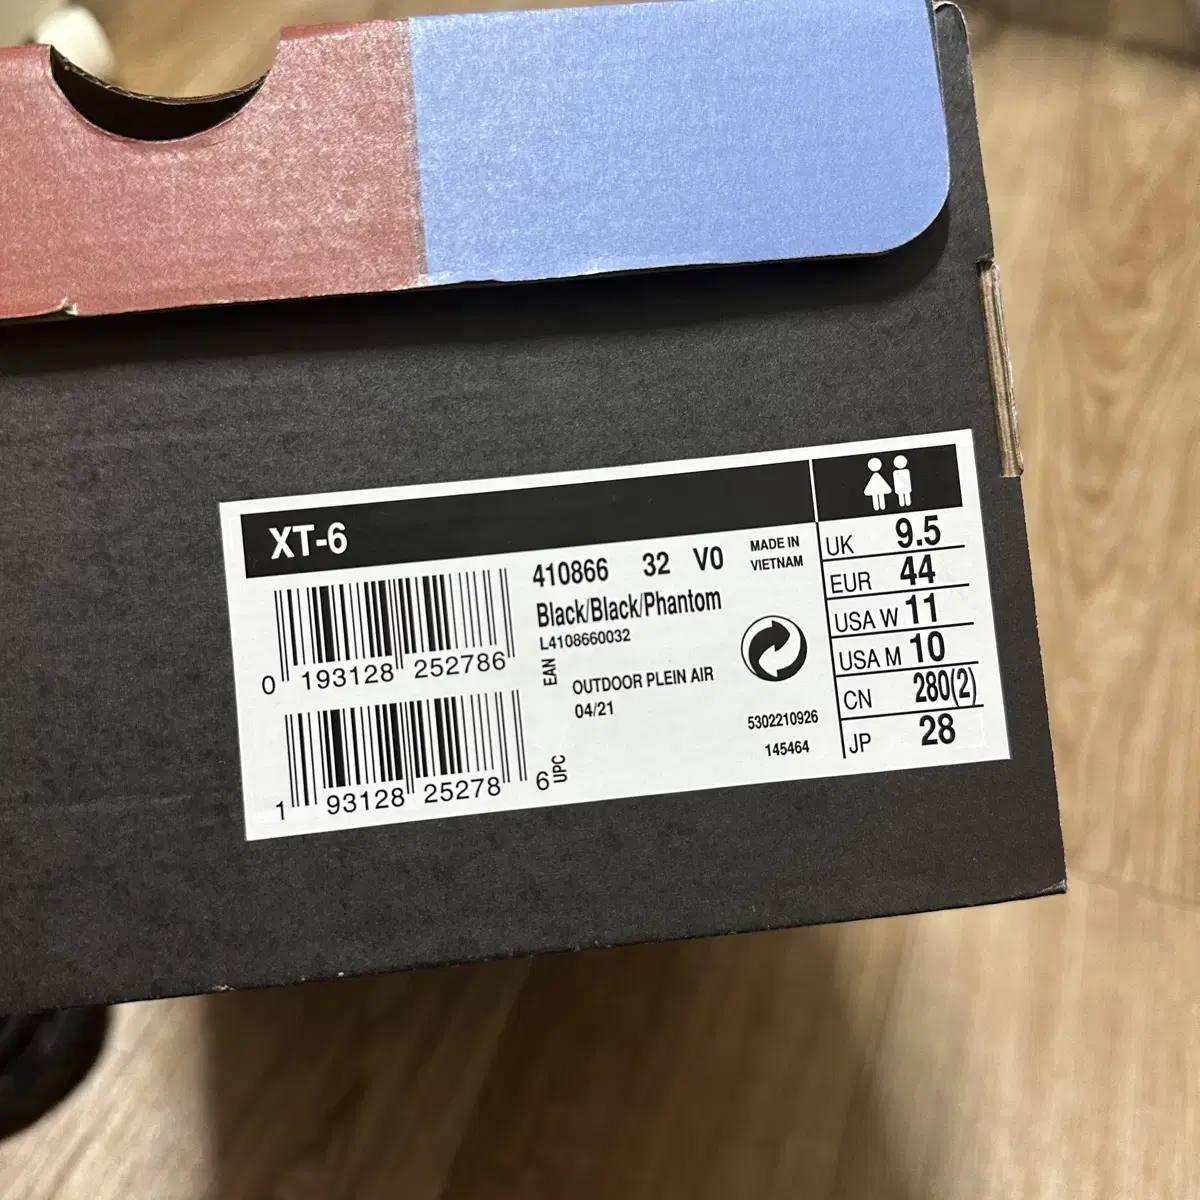 XT-6
0 193128 252786
EAN
1 93128 25278 6
UPC
410866 32 V0
Black/Black/Phantom
L4108660032
OUTDOOR PLEIN AIR
04/21
MADE IN
VIETNAM
5302210926
145464
UK 9.5
EUR 44
USA W 11
USA M 10
CN 280(2)
JP 28